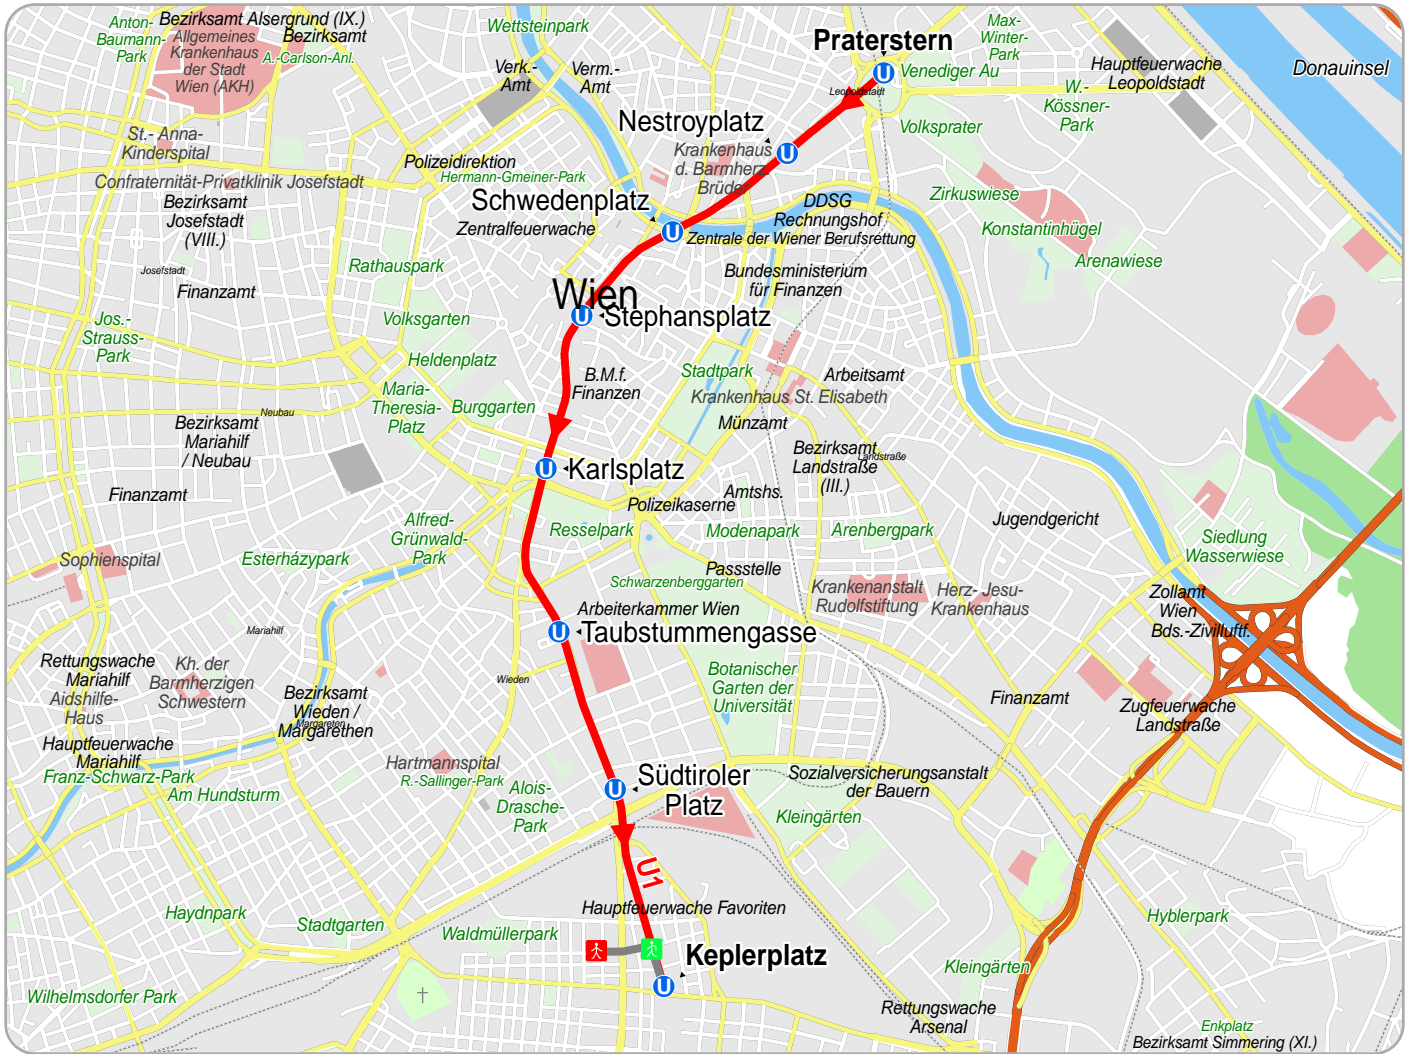 Anton-
Baumann-
Park
Bezirksamt Alsergrund (IX.)
Bezirksamt
Allgemeines
Krankenhaus
der Stadt
Wien (AKH)
A.-Carlson-Anl.
Wettsteinpark
Verk.-
Amt
Verm.-
Amt
Praterstern
Leopoldstadt
Venediger Au
Max-
Winter-
Park
Hauptfeuerwache
Leopoldstadt
W.-
Kössner-
Park
Donauinsel
Volksprater
Nestroyplatz
Krankenhaus
d. Barmherz.
Brüder
St.- Anna-
Kinderspital
Confraternität-Privatklinik Josefstadt
Polizeidirektion
Hermann-Gmeiner-Park
Bezirksamt
Josefstadt
(VIII.)
Schwedenplatz
Zentralfeuerwache
DDSG
Rechnungshof
Zentrale der Wiener Berufsrettung
Zirkuswiese
Konstantinhügel
Arenawiese
Josefstadt
Finanzamt
Rathauspark
Bundesministerium
für Finanzen
Wien
Stephansplatz
Jos.-
Strauss-
Park
Volksgarten
Heldenplatz
Maria-
Theresia-
Platz
Burggarten
B.M.f.
Finanzen
Stadtpark
Krankenhaus St. Elisabeth
Arbeitsamt
Münzamt
Neubau
Bezirksamt
Mariahilf
/ Neubau
Finanzamt
Karlsplatz
Bezirksamt
Landstraße
(III.)
Landstraße
Amtshs.
Polizeikaserne
Resselpark
Modenapark
Arenbergpark
Jugendgericht
Siedlung
Wasserwiese
Alfred-
Grünwald-
Park
Sophienspital
Esterházypark
Passstelle
Schwarzenberggarten
Krankenanstalt
Rudolfstiftung
Herz- Jesu-
Krankenhaus
Zollamt
Wien
Bds.-Zivilluftf.
Arbeiterkammer Wien
Taubstummengasse
Mariahilf
Rettungswache
Mariahilf
Aidshilfe-
Haus
Kh. der
Barmherzigen
Schwestern
Wieden
Bezirksamt
Wieden /
Margarethen
Margareten
Botanischer
Garten der
Universität
Finanzamt
Zugfeuerwache
Landstraße
Hauptfeuerwache
Mariahilf
Franz-Schwarz-Park
Am Hundsturm
Hartmannspital
R.-Sallinger-Park
Alois-
Drasche-
Park
Südtiroler
Platz
Sozialversicherungsanstalt
der Bauern
Kleingärten
U1
Hauptfeuerwache Favoriten
Haydnpark
Stadtgarten
Waldmüllerpark
Keplerplatz
Hyblerpark
Kleingärten
Wilhelmsdorfer Park
Rettungswache
Arsenal
Enkplatz
Bezirksamt Simmering (XI.)
U
U
U
U
U
U
U
U